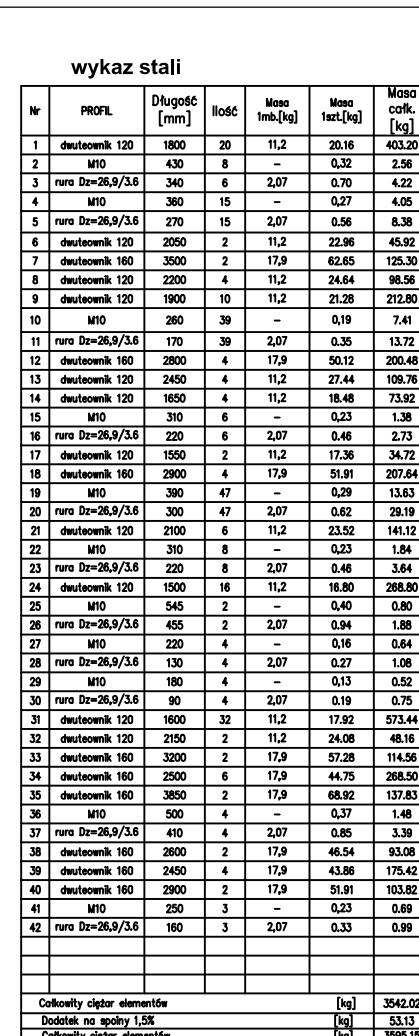 wykaz stali
Nr PROFIL Długość [mm] Ilość Masa 1mb.[kg] Masa 1szt.[kg] Masa całk. [kg]
1 dwuteownik 120 1800 20 11,2 20.16 403.20
2 M10 430 8 – 0,32 2.56
3 rura Dz=26,9/3.6 340 6 2,07 0.70 4.22
4 M10 360 15 – 0,27 4.05
5 rura Dz=26,9/3.6 270 15 2,07 0.56 8.38
6 dwuteownik 120 2050 2 11,2 22.96 45.92
7 dwuteownik 160 3500 2 17,9 62.65 125.30
8 dwuteownik 120 2200 4 11,2 24.64 98.56
9 dwuteownik 120 1900 10 11,2 21.28 212.80
10 M10 260 39 – 0,19 7.41
11 rura Dz=26,9/3.6 170 39 2,07 0.35 13.72
12 dwuteownik 160 2800 4 17,9 50.12 200.48
13 dwuteownik 120 2450 4 11,2 27.44 109.76
14 dwuteownik 120 1650 4 11,2 18.48 73.92
15 M10 310 6 – 0,23 1.38
16 rura Dz=26,9/3.6 220 6 2,07 0.46 2.73
17 dwuteownik 120 1550 2 11,2 17.36 34.72
18 dwuteownik 160 2900 4 17,9 51.91 207.64
19 M10 390 47 – 0,29 13.63
20 rura Dz=26,9/3.6 300 47 2,07 0.62 29.19
21 dwuteownik 120 2100 6 11,2 23.52 141.12
22 M10 310 8 – 0,23 1.84
23 rura Dz=26,9/3.6 220 8 2,07 0.46 3.64
24 dwuteownik 120 1500 16 11,2 16.80 268.80
25 M10 545 2 – 0,40 0.80
26 rura Dz=26,9/3.6 455 2 2,07 0.94 1.88
27 M10 220 4 – 0,16 0.64
28 rura Dz=26,9/3.6 130 4 2,07 0.27 1.08
29 M10 180 4 – 0,13 0.52
30 rura Dz=26,9/3.6 90 4 2,07 0.19 0.75
31 dwuteownik 120 1600 32 11,2 17.92 573.44
32 dwuteownik 120 2150 2 11,2 24.08 48.16
33 dwuteownik 160 3200 2 17,9 57.28 114.56
34 dwuteownik 160 2500 6 17,9 44.75 268.50
35 dwuteownik 160 3850 2 17,9 68.92 137.83
36 M10 500 4 – 0,37 1.48
37 rura Dz=26,9/3.6 410 4 2,07 0.85 3.39
38 dwuteownik 160 2600 2 17,9 46.54 93.08
39 dwuteownik 160 2450 4 17,9 43.86 175.42
40 dwuteownik 160 2900 2 17,9 51.91 103.82
41 M10 250 3 – 0,23 0.69
42 rura Dz=26,9/3.6 160 3 2,07 0.33 0.99
Całkowity ciężar elementów [kg] 3542.02
Dodatek na spoiny 1,5% [kg] 53.13
Całkowity ciężar elementów [kg] 3595.15